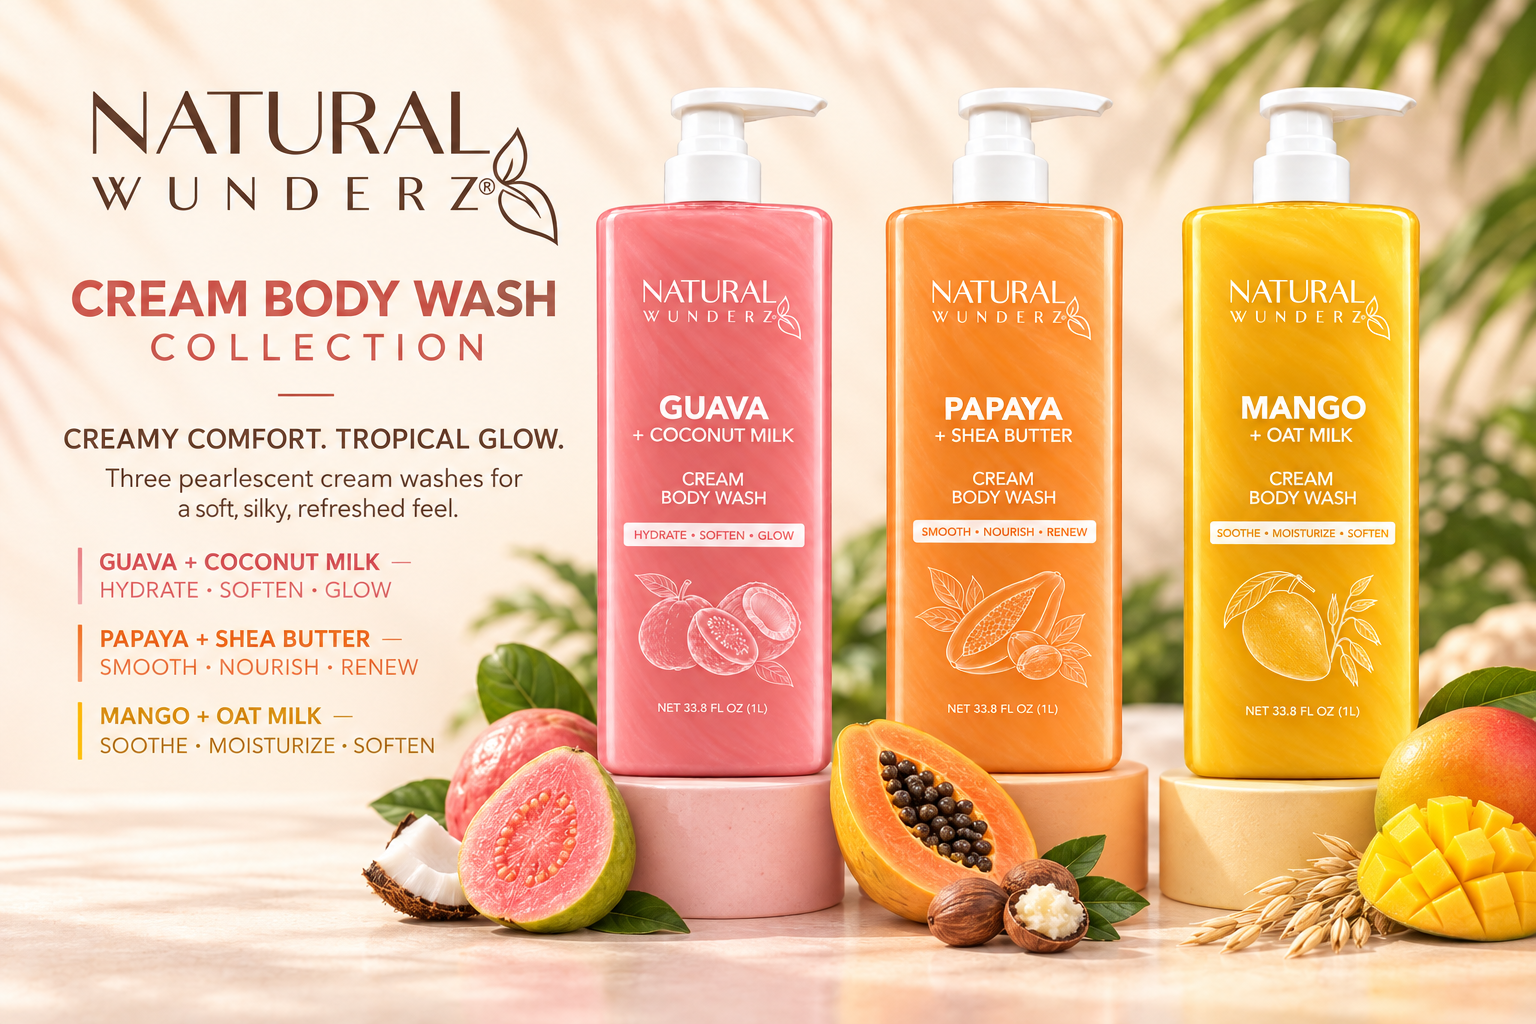 NATURAL
WUNDERZ®
CREAM BODY WASH
COLLECTION
CREAMY COMFORT. TROPICAL GLOW.
Three pearlescent cream washes for
a soft, silky, refreshed feel.
GUAVA + COCONUT MILK —
HYDRATE • SOFTEN • GLOW
PAPAYA + SHEA BUTTER —
SMOOTH • NOURISH • RENEW
MANGO + OAT MILK —
SOOTHE • MOISTURIZE • SOFTEN
NATURAL
WUNDERZ®
GUAVA
+ COCONUT MILK
CREAM
BODY WASH
HYDRATE • SOFTEN • GLOW
NET 33.8 FL OZ (1L)
NATURAL
WUNDERZ®
PAPAYA
+ SHEA BUTTER
CREAM
BODY WASH
SMOOTH • NOURISH • RENEW
NET 33.8 FL OZ (1L)
NATURAL
WUNDERZ®
MANGO
+ OAT MILK
CREAM
BODY WASH
SOOTHE • MOISTURIZE • SOFTEN
NET 33.8 FL OZ (1L)